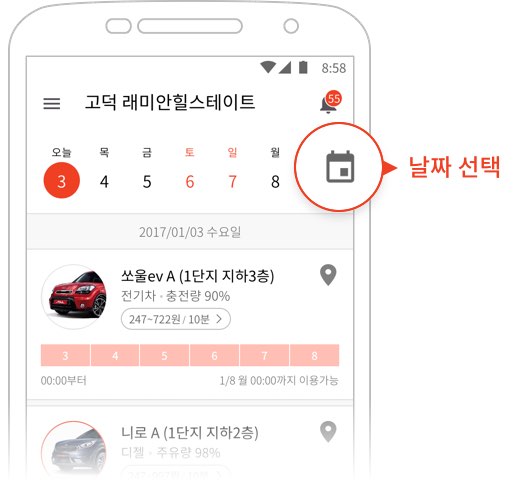 8:58
고덕 래미안힐스테이트
55
오늘 목 금 토 일 월
3 4 5 6 7 8
날짜 선택
2017/01/03 수요일
쏘울ev A (1단지 지하3층)
전기차 · 충전량 90%
247~722원 / 10분 >
3 4 5 6 7 8
00:00부터 1/8 월 00:00까지 이용가능
니로 A (1단지 지하2층)
디젤 · 주유량 98%